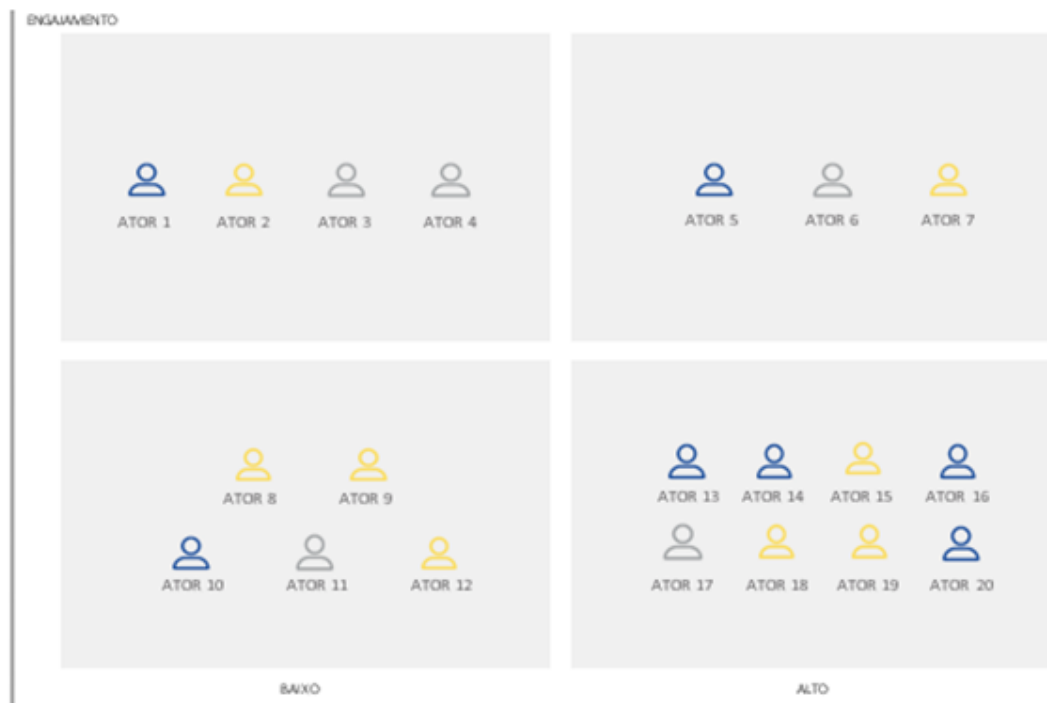 ENGAJAMENTO
ATOR 1 ATOR 2 ATOR 3 ATOR 4
ATOR 5 ATOR 6 ATOR 7
ATOR 8 ATOR 9
ATOR 10 ATOR 11 ATOR 12
ATOR 13 ATOR 14 ATOR 15 ATOR 16
ATOR 17 ATOR 18 ATOR 19 ATOR 20
BAIXO ALTO